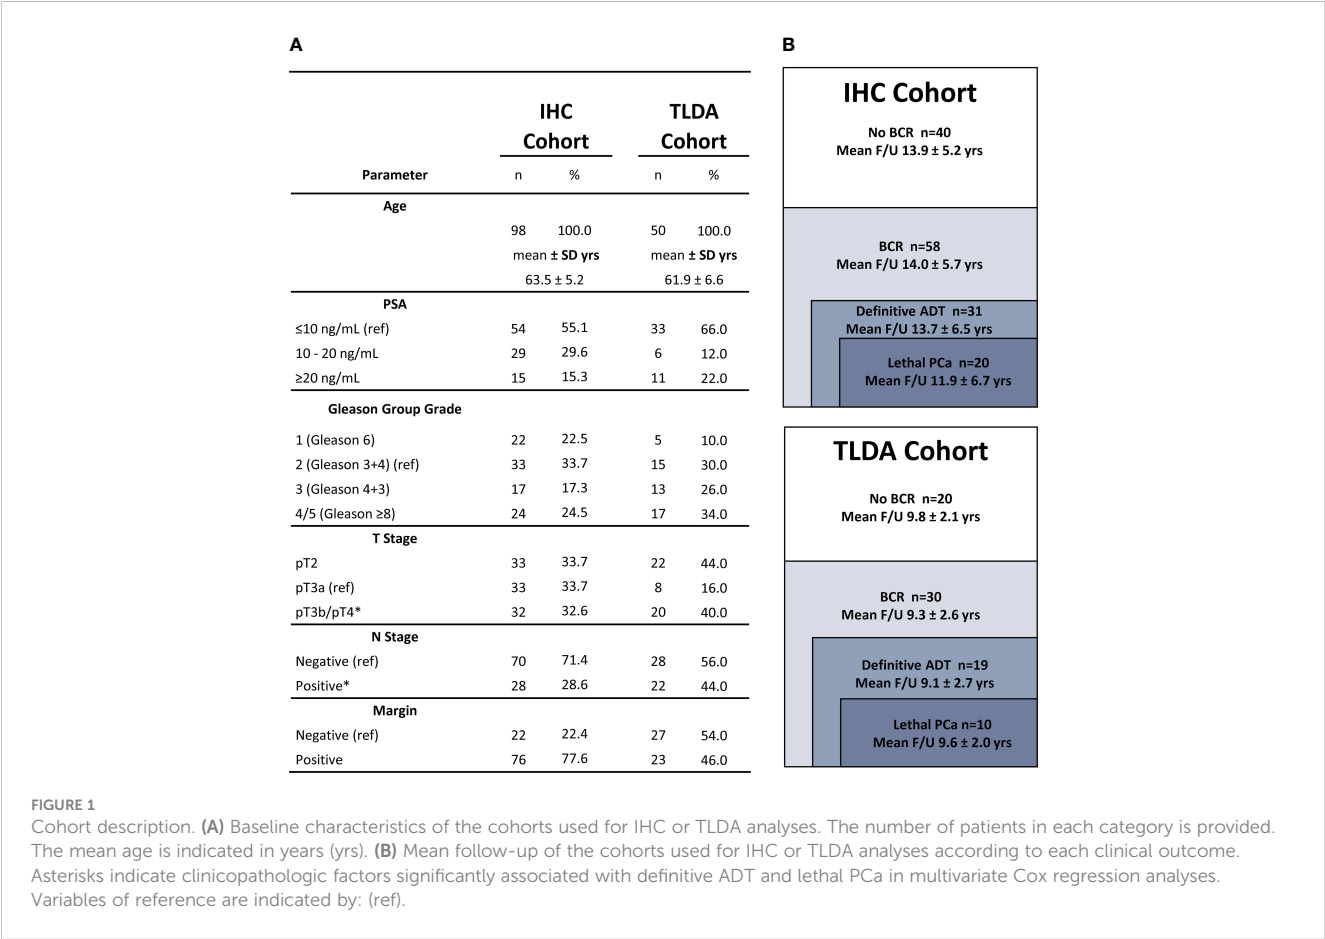 A
IHC Cohort TLDA Cohort
Parameter n % n %
Age
98 100.0 50 100.0
mean ± SD yrs mean ± SD yrs
63.5 ± 5.2 61.9 ± 6.6
PSA
≤10 ng/mL (ref) 54 55.1 33 66.0
10 - 20 ng/mL 29 29.6 6 12.0
≥20 ng/mL 15 15.3 11 22.0
Gleason Group Grade
1 (Gleason 6) 22 22.5 5 10.0
2 (Gleason 3+4) (ref) 33 33.7 15 30.0
3 (Gleason 4+3) 17 17.3 13 26.0
4/5 (Gleason ≥8) 24 24.5 17 34.0
T Stage
pT2 33 33.7 22 44.0
pT3a (ref) 33 33.7 8 16.0
pT3b/pT4* 32 32.6 20 40.0
N Stage
Negative (ref) 70 71.4 28 56.0
Positive* 28 28.6 22 44.0
Margin
Negative (ref) 22 22.4 27 54.0
Positive 76 77.6 23 46.0
B
IHC Cohort
No BCR n=40
Mean F/U 13.9 ± 5.2 yrs
BCR n=58
Mean F/U 14.0 ± 5.7 yrs
Definitive ADT n=31
Mean F/U 13.7 ± 6.5 yrs
Lethal PCa n=20
Mean F/U 11.9 ± 6.7 yrs
TLDA Cohort
No BCR n=20
Mean F/U 9.8 ± 2.1 yrs
BCR n=30
Mean F/U 9.3 ± 2.6 yrs
Definitive ADT n=19
Mean F/U 9.1 ± 2.7 yrs
Lethal PCa n=10
Mean F/U 9.6 ± 2.0 yrs
FIGURE 1
Cohort description. (A) Baseline characteristics of the cohorts used for IHC or TLDA analyses. The number of patients in each category is provided.
The mean age is indicated in years (yrs). (B) Mean follow-up of the cohorts used for IHC or TLDA analyses according to each clinical outcome.
Asterisks indicate clinicopathologic factors significantly associated with definitive ADT and lethal PCa in multivariate Cox regression analyses.
Variables of reference are indicated by: (ref).